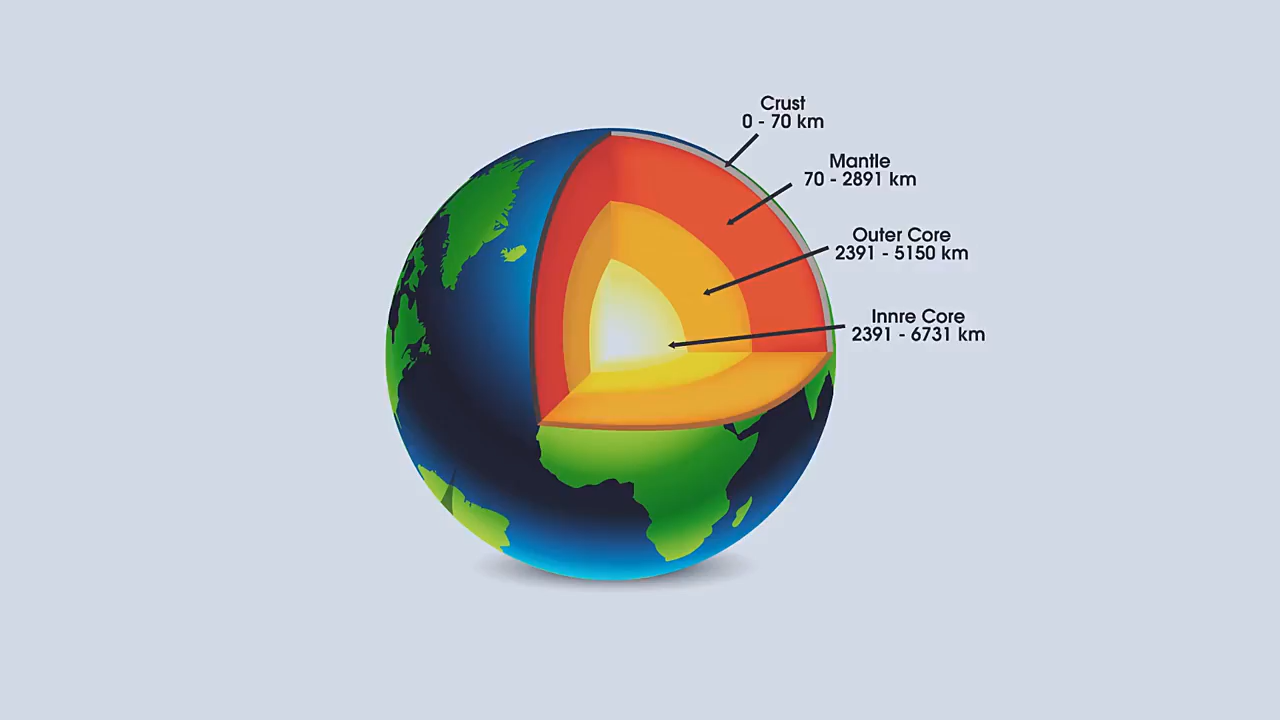 Crust
0 - 70 km
Mantle
70 - 2891 km
Outer Core
2391 - 5150 km
Innre Core
2391 - 6731 km